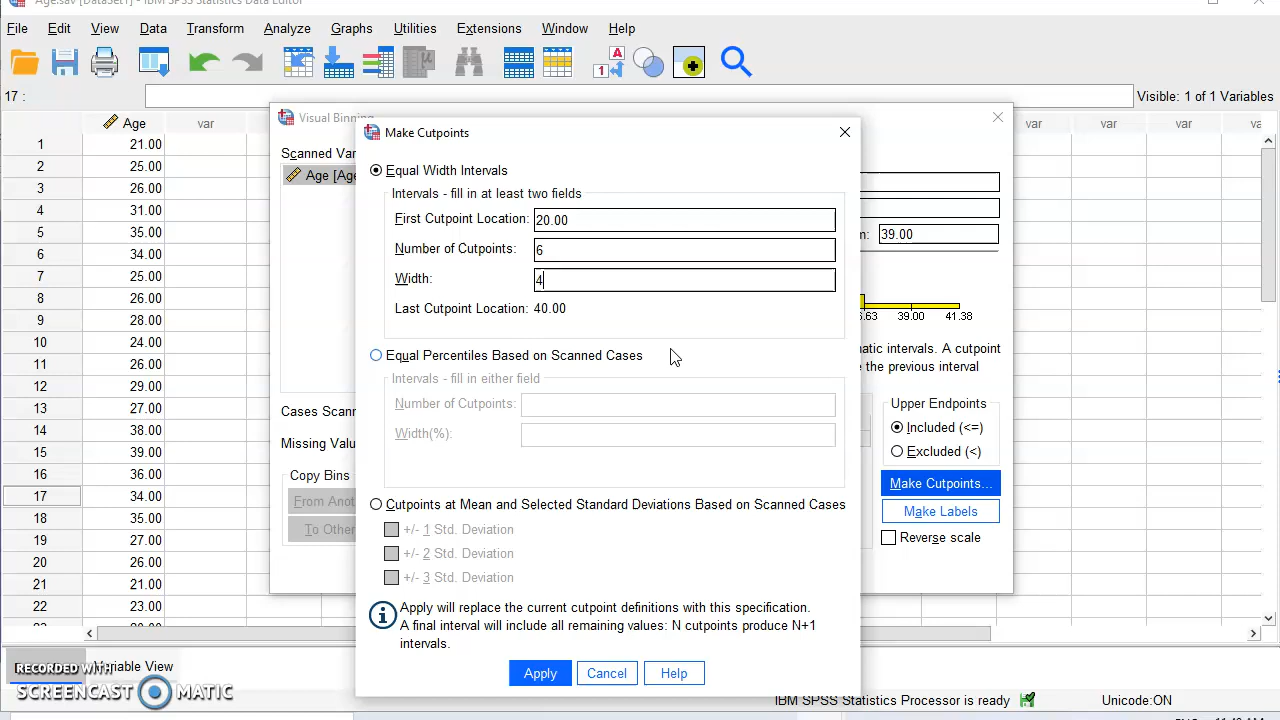 Age.sav [DataSet1] - IBM SPSS Statistics Data Editor
File Edit View Data Transform Analyze Graphs Utilities Extensions Window Help
1 A
17 :
Visible: 1 of 1 Variables
Age var var var var
1 21.00
2 25.00
3 26.00
4 31.00
5 35.00
6 34.00
7 25.00
8 26.00
9 28.00
10 24.00
11 26.00
12 29.00
13 27.00
14 38.00
15 39.00
16 36.00
17 34.00
18 35.00
19 27.00
20 26.00
21 21.00
22 23.00
Visual Binning
Scanned Var
Age [Age
Cases Scann
Missing Valu
Copy Bins
From Anot
To Other
m: 39.00
5.63 39.00 41.38
matic intervals. A cutpoint
e the previous interval
Upper Endpoints
Included (<=)
Excluded (<)
Make Cutpoints...
Make Labels
Reverse scale
Make Cutpoints
Equal Width Intervals
Intervals - fill in at least two fields
First Cutpoint Location: 20.00
Number of Cutpoints: 6
Width: 4
Last Cutpoint Location: 40.00
Equal Percentiles Based on Scanned Cases
Intervals - fill in either field
Number of Cutpoints:
Width(%):
Cutpoints at Mean and Selected Standard Deviations Based on Scanned Cases
+/- 1 Std. Deviation
+/- 2 Std. Deviation
+/- 3 Std. Deviation
Apply will replace the current cutpoint definitions with this specification.
A final interval will include all remaining values: N cutpoints produce N+1
intervals.
Apply Cancel Help
Variable View
RECORDED WITH
SCREENCAST MATIC
IBM SPSS Statistics Processor is ready
Unicode:ON